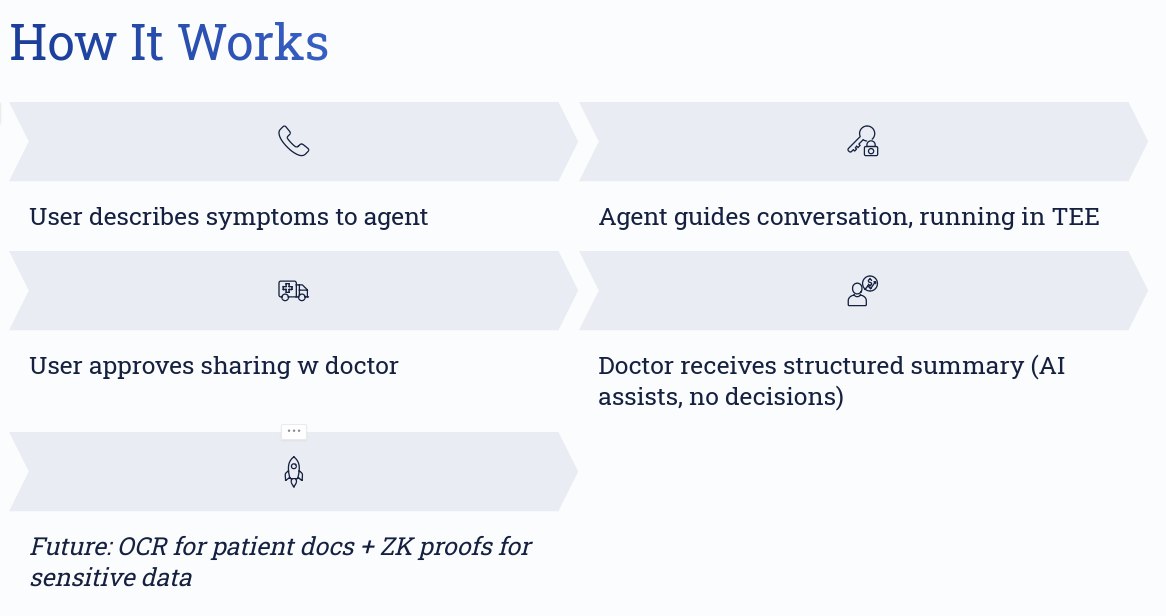 How It Works
User describes symptoms to agent
Agent guides conversation, running in TEE
User approves sharing w doctor
Doctor receives structured summary (AI
assists, no decisions)
Future: OCR for patient docs + ZK proofs for
sensitive data